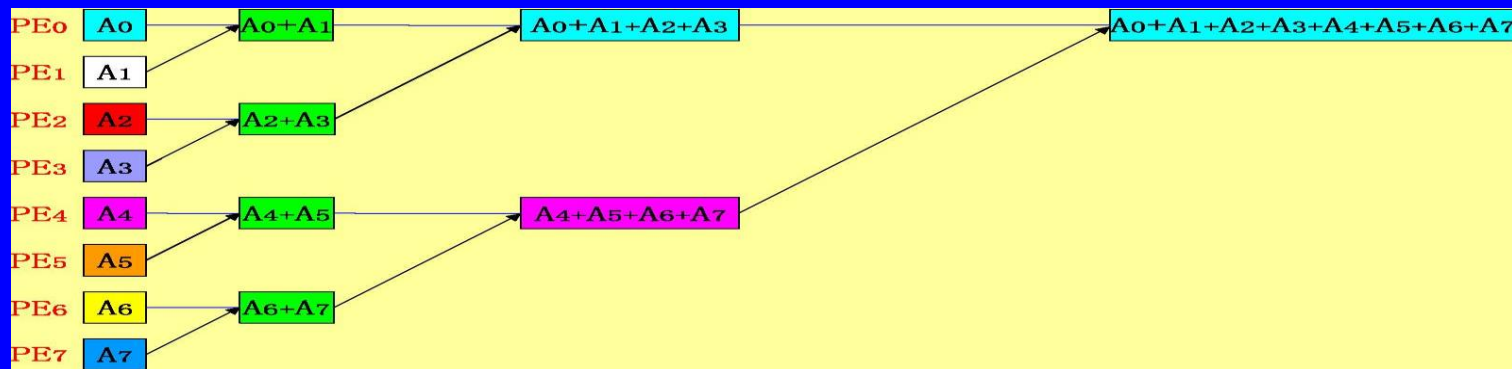 PE0 A0 A0+A1 A0+A1+A2+A3 A0+A1+A2+A3+A4+A5+A6+A7
PE1 A1
PE2 A2 A2+A3
PE3 A3
PE4 A4 A4+A5 A4+A5+A6+A7
PE5 A5
PE6 A6 A6+A7
PE7 A7